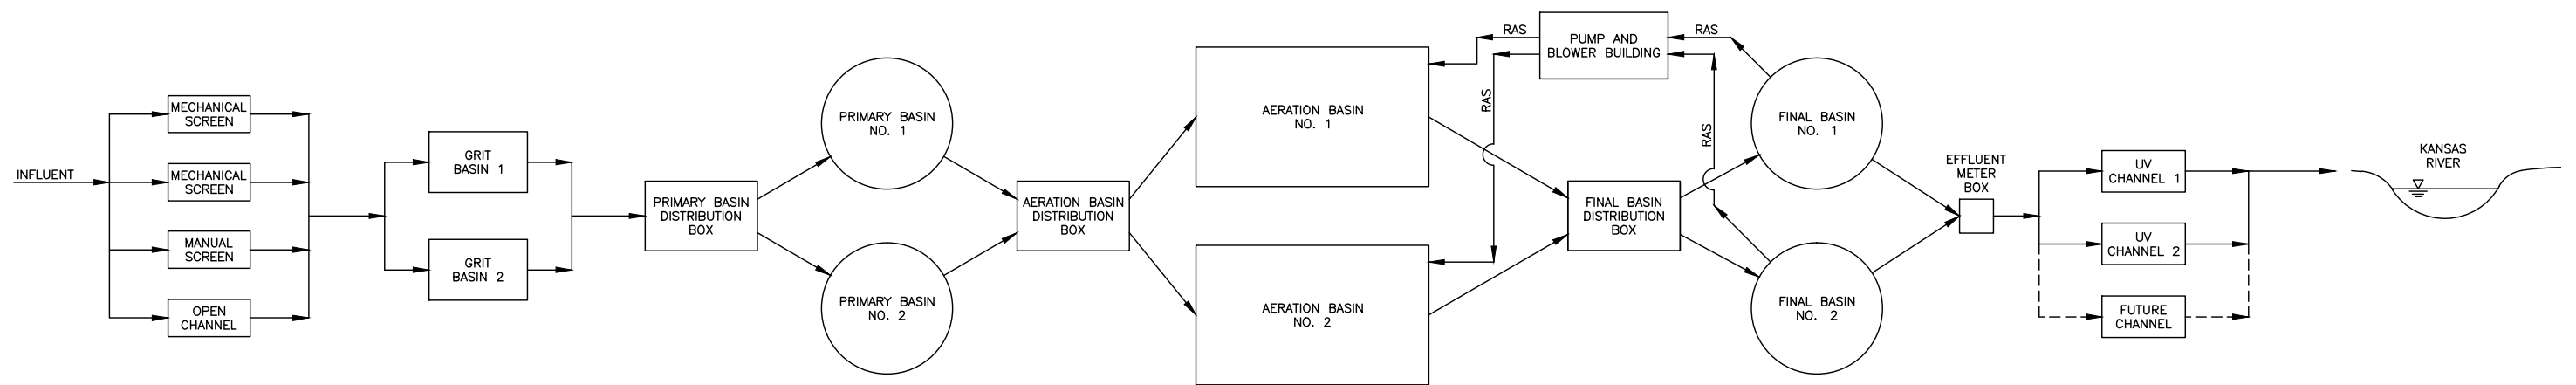 INFLUENT
MECHANICAL
SCREEN
MECHANICAL
SCREEN
MANUAL
SCREEN
OPEN
CHANNEL
GRIT
BASIN 1
GRIT
BASIN 2
PRIMARY BASIN
DISTRIBUTION
BOX
PRIMARY BASIN
NO. 1
PRIMARY BASIN
NO. 2
AERATION BASIN
DISTRIBUTION
BOX
AERATION BASIN
NO. 1
AERATION BASIN
NO. 2
RAS
RAS
PUMP AND
BLOWER BUILDING
RAS
RAS
FINAL BASIN
DISTRIBUTION
BOX
FINAL BASIN
NO. 1
FINAL BASIN
NO. 2
EFFLUENT
METER
BOX
UV
CHANNEL 1
UV
CHANNEL 2
FUTURE
CHANNEL
KANSAS
RIVER